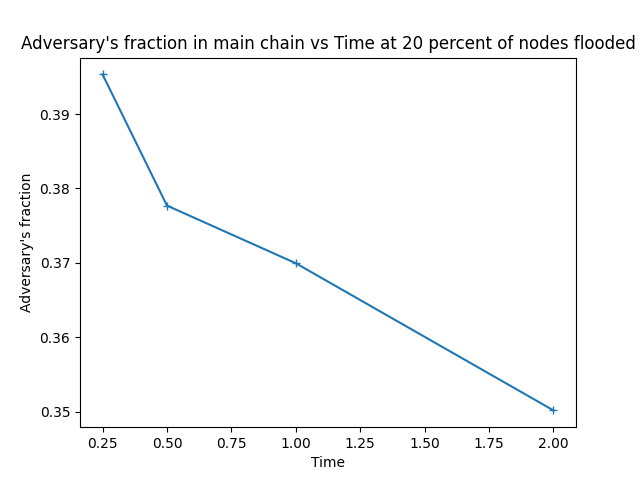 Adversary's fraction in main chain vs Time at 20 percent of nodes flooded
Adversary's fraction
0.39
0.38
0.37
0.36
0.35
0.25 0.50 0.75 1.00 1.25 1.50 1.75 2.00
Time